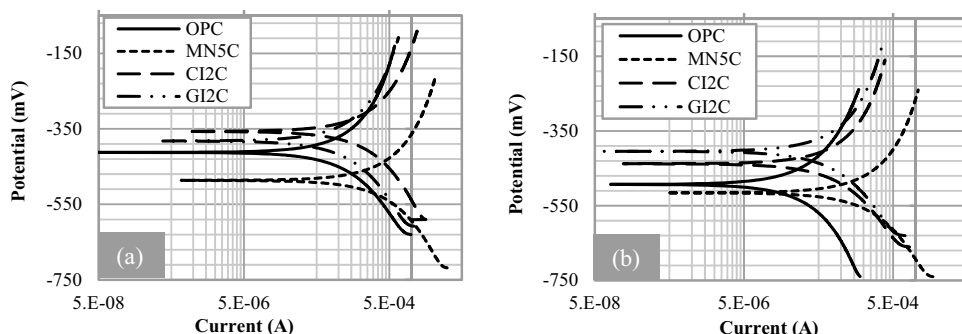 OPC
MN5C
CI2C
GI2C
-150
-350
-550
-750
Potential (mV)
(a)
5.E-08
5.E-06
5.E-04
Current (A)
OPC
MN5C
CI2C
GI2C
-150
-350
-550
-750
Potential (mV)
(b)
5.E-08
5.E-06
5.E-04
Current (A)